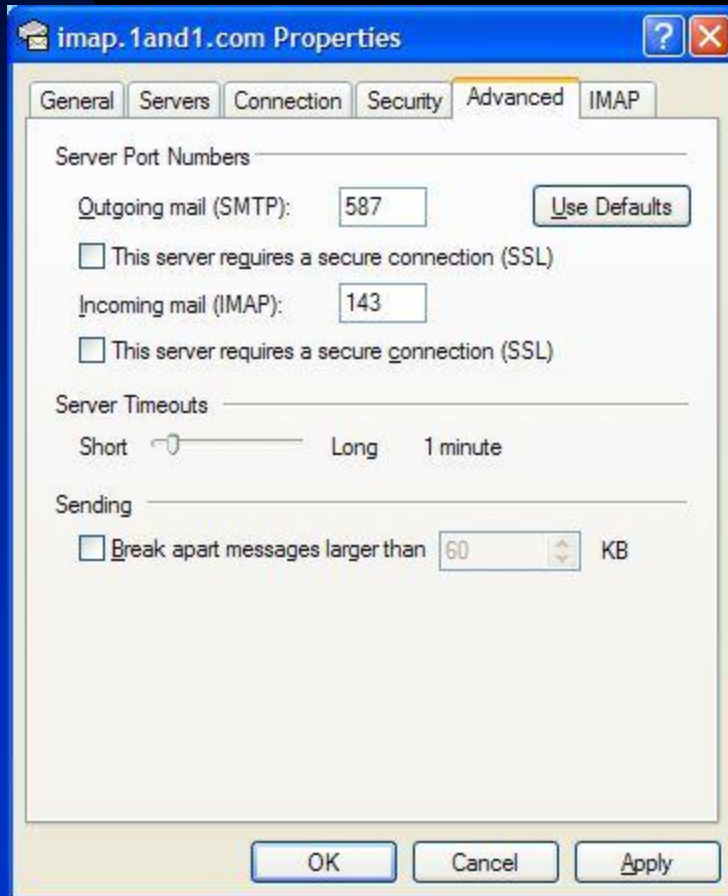 imap.1and1.com Properties
General Servers Connection Security Advanced IMAP
Server Port Numbers
Outgoing mail (SMTP): 587 Use Defaults
This server requires a secure connection (SSL)
Incoming mail (IMAP): 143
This server requires a secure connection (SSL)
Server Timeouts
Short Long 1 minute
Sending
Break apart messages larger than 60 KB
OK Cancel Apply